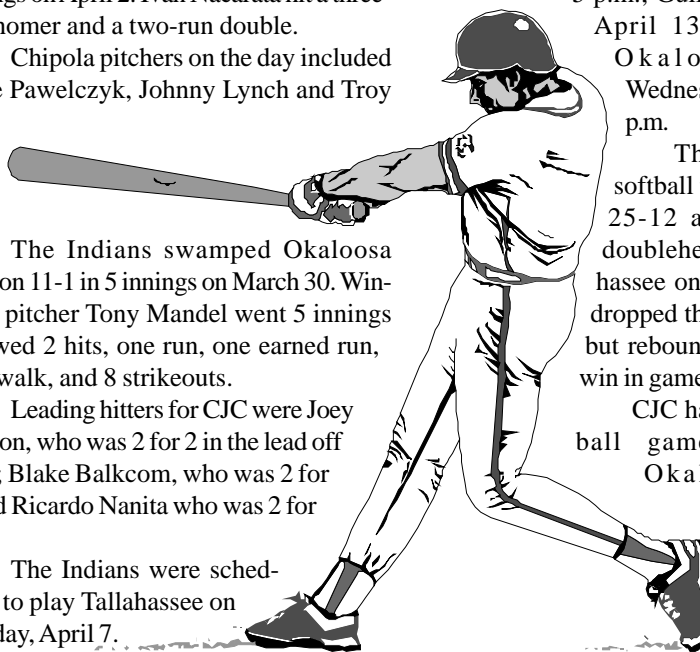 ngs on April 2. Ivan Nacarata hit a three
homer and a two-run double.
Chipola pitchers on the day included
e Pawelczyk, Johnny Lynch and Troy
The Indians swamped Okaloosa
on 11-1 in 5 innings on March 30. Win-
pitcher Tony Mandel went 5 innings
wed 2 hits, one run, one earned run,
walk, and 8 strikeouts.
Leading hitters for CJC were Joey
on, who was 2 for 2 in the lead off
; Blake Balkcom, who was 2 for
d Ricardo Nanita who was 2 for
The Indians were sched-
to play Tallahassee on
day, April 7.
p.m.,
April 13
Okalo
Wednes
p.m.
Th
softball
25-12 a
doublehe
hassee on
dropped th
but reboun
win in game
CJC ha
ball game
Oka